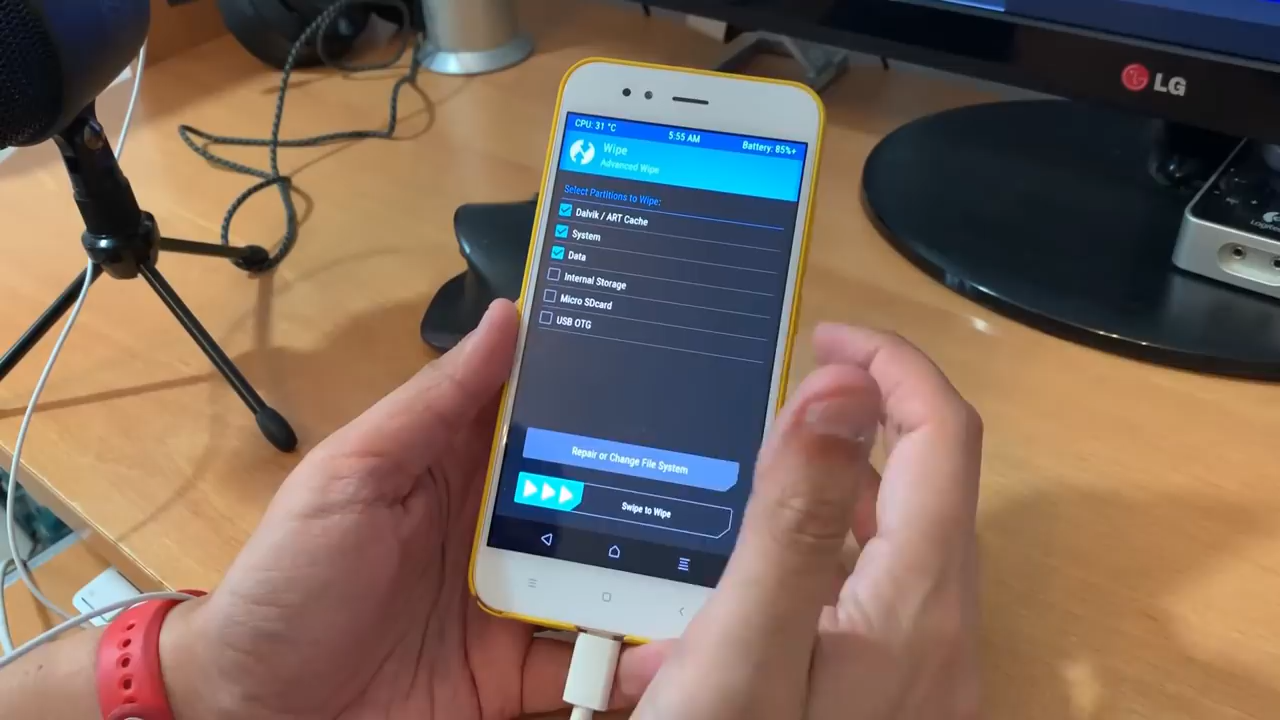 LG
CPU: 31 °C 5:55 AM Battery: 85%+
Wipe
Advanced Wipe
Select Partitions to Wipe:
Dalvik / ART Cache
System
Data
Internal Storage
Micro SDcard
USB OTG
Repair or Change File System
Swipe to Wipe